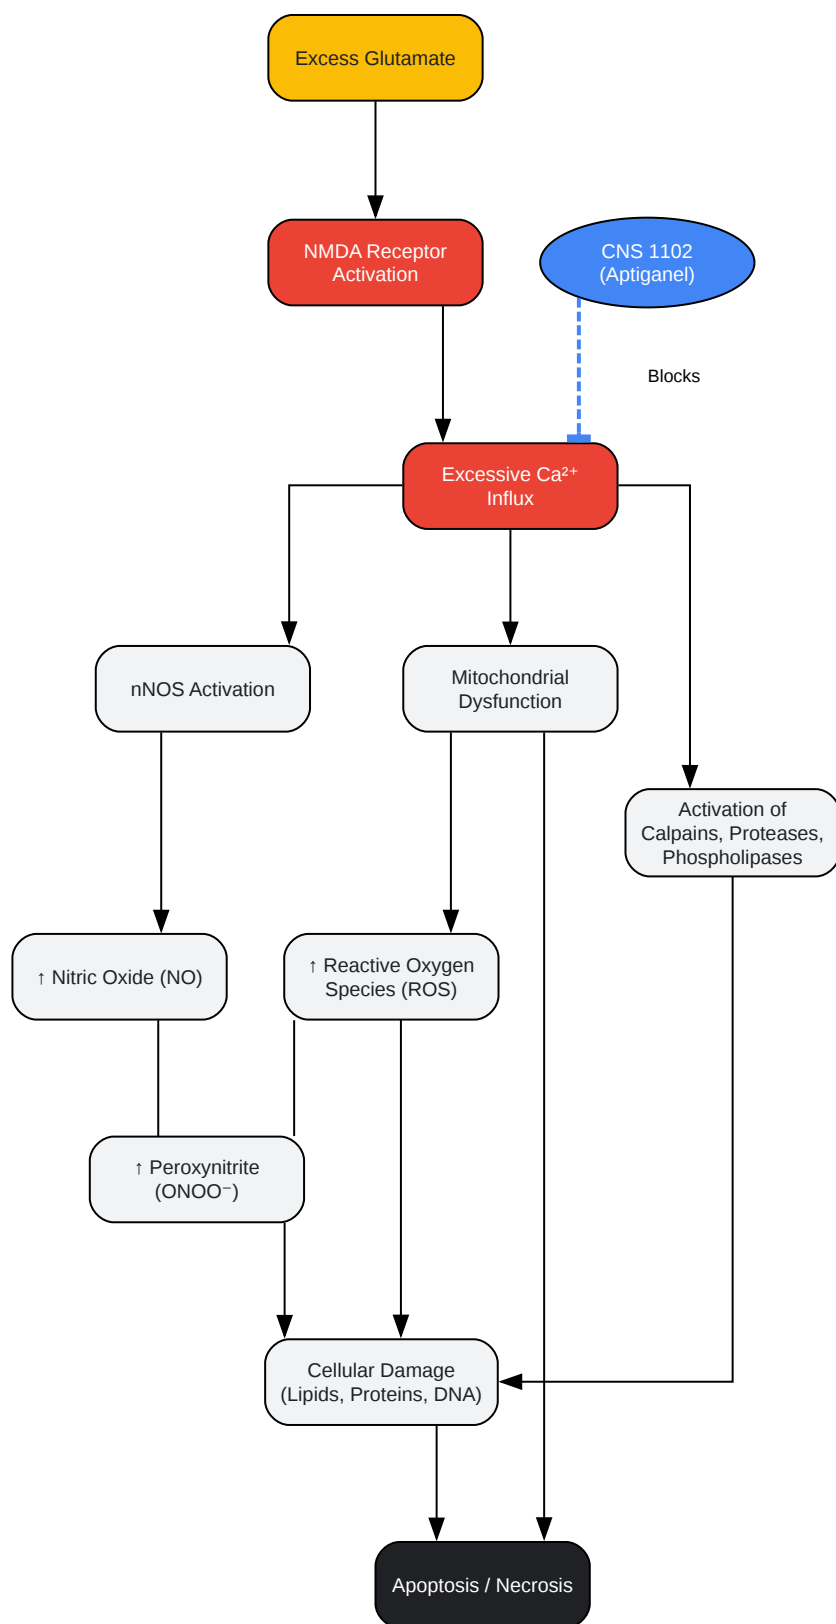 Excess Glutamate
NMDA Receptor
Activation
CNS 1102
(Aptiganel)
Blocks
Excessive Ca²⁺
Influx
nNOS Activation
Mitochondrial
Dysfunction
Activation of
Calpains, Proteases,
Phospholipases
↑ Nitric Oxide (NO)
↑ Reactive Oxygen
Species (ROS)
↑ Peroxynitrite
(ONOO⁻)
Cellular Damage
(Lipids, Proteins, DNA)
Apoptosis / Necrosis